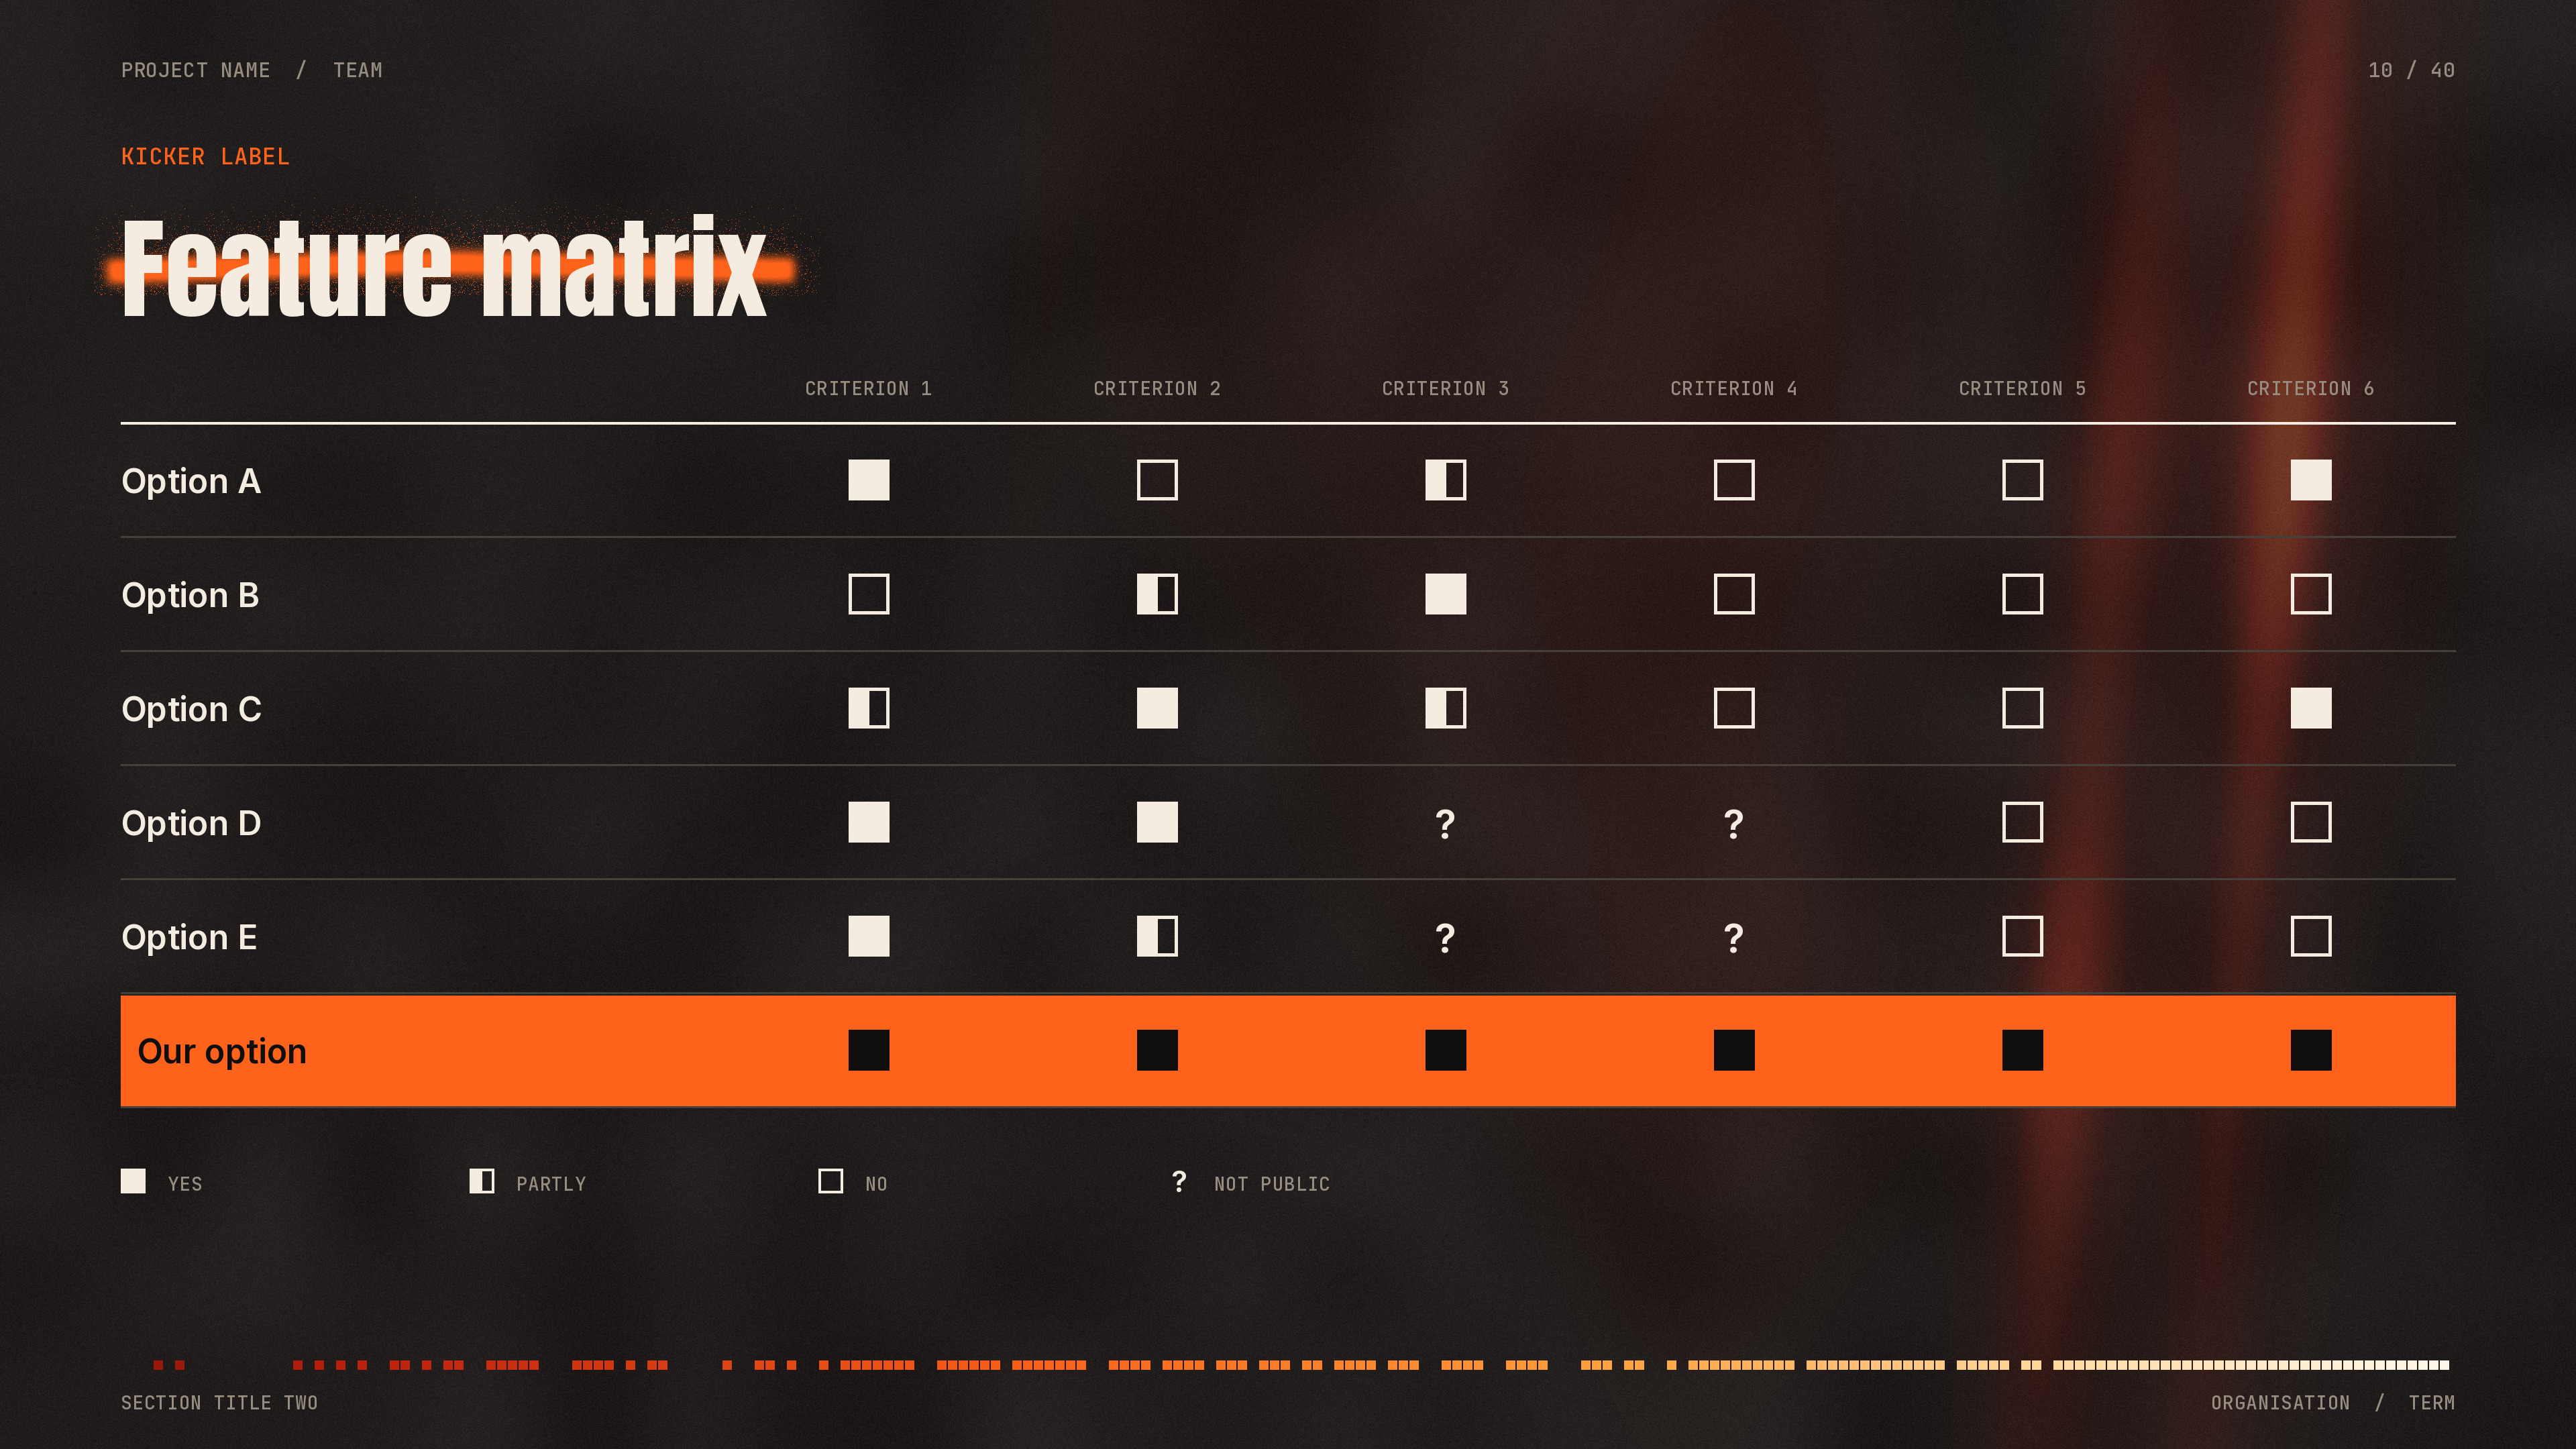 PROJECT NAME / TEAM
10 / 40
KICKER LABEL
Feature matrix
CRITERION 1 CRITERION 2 CRITERION 3 CRITERION 4 CRITERION 5 CRITERION 6
Option A
Option B
Option C
Option D ? ?
Option E ? ?
Our option
YES PARTLY NO ? NOT PUBLIC
SECTION TITLE TWO
ORGANISATION / TERM